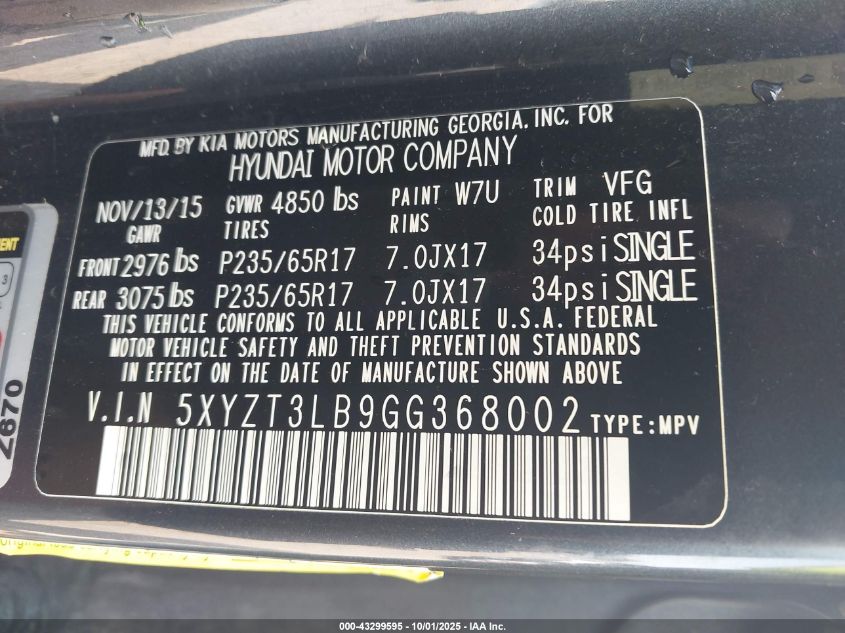 MFD. BY KIA MOTORS MANUFACTURING GEORGIA. INC. FOR
HYUNDAI MOTOR COMPANY
NOV/13/15 GVWR 4850 lbs PAINT W7U TRIM VFG
GAWR TIRES RIMS COLD TIRE INFL
FRONT 2976 lbs P235/65R17 7.0JX17 34psi SINGLE
REAR 3075 lbs P235/65R17 7.0JX17 34psi SINGLE
THIS VEHICLE CONFORMS TO ALL APPLICABLE U.S.A. FEDERAL
MOTOR VEHICLE SAFETY AND THEFT PREVENTION STANDARDS
IN EFFECT ON THE DATE OF MANUFACTURE SHOWN ABOVE
V.I.N 5XYZT3LB9GG368002 TYPE:MPV
3
2670
000-43299595 - 10/01/2025 - IAA Inc.